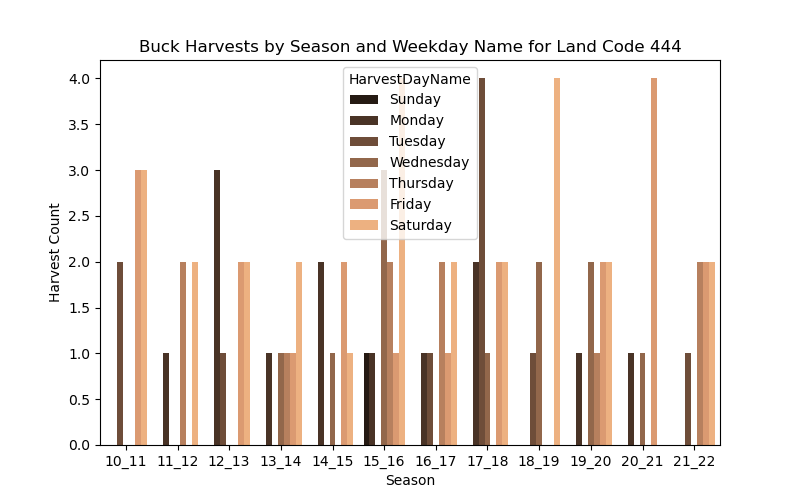 Buck Harvests by Season and Weekday Name for Land Code 444
HarvestDayName
Sunday
Monday
Tuesday
Wednesday
Thursday
Friday
Saturday
4.0
3.5
3.0
2.5
2.0
1.5
1.0
0.5
0.0
Harvest Count
10_11 11_12 12_13 13_14 14_15 15_16 16_17 17_18 18_19 19_20 20_21 21_22
Season